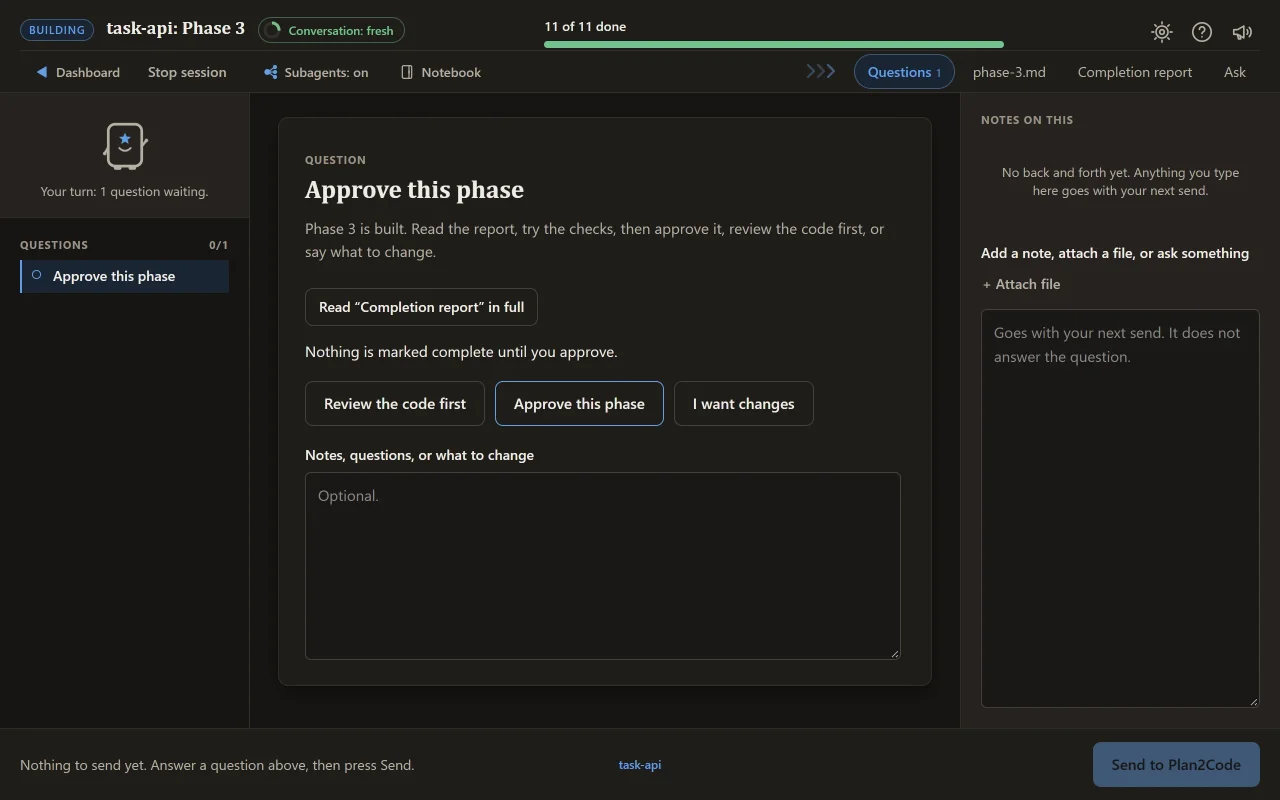 BUILDING
task-api: Phase 3
Conversation: fresh
11 of 11 done
Dashboard
Stop session
Subagents: on
Notebook
Questions 1
phase-3.md
Completion report
Ask
Your turn: 1 question waiting.
QUESTIONS 0/1
Approve this phase
QUESTION
Approve this phase
Phase 3 is built. Read the report, try the checks, then approve it, review the code first, or
say what to change.
Read “Completion report” in full
Nothing is marked complete until you approve.
Review the code first
Approve this phase
I want changes
Notes, questions, or what to change
Optional.
NOTES ON THIS
No back and forth yet. Anything you type
here goes with your next send.
Add a note, attach a file, or ask something
+ Attach file
Goes with your next send. It does not
answer the question.
Nothing to send yet. Answer a question above, then press Send.
task-api
Send to Plan2Code